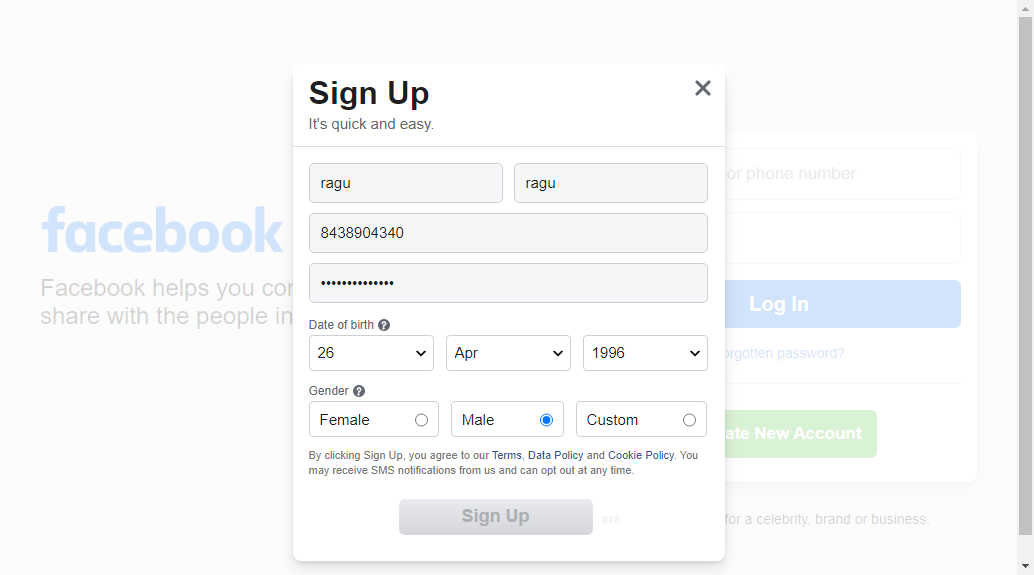 Sign Up
It's quick and easy.
ragu
ragu
8438904340
••••••••••••••
Date of birth
26
Apr
1996
Gender
Female
Male
Custom
By clicking Sign Up, you agree to our Terms, Data Policy and Cookie Policy. You
may receive SMS notifications from us and can opt out at any time.
Sign Up
facebook
Facebook helps you
share with the people in
or phone number
Log In
password?
New Account
for a celebrity, brand or business.